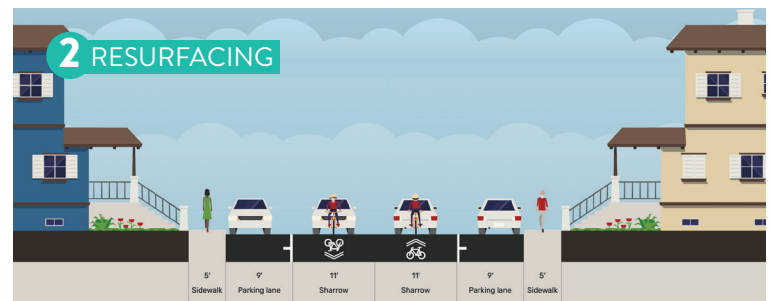 2 RESURFACING
5' 9' 11' 11' 9' 5'
Sidewalk Parking lane Sharrow Sharrow Parking lane Sidewalk